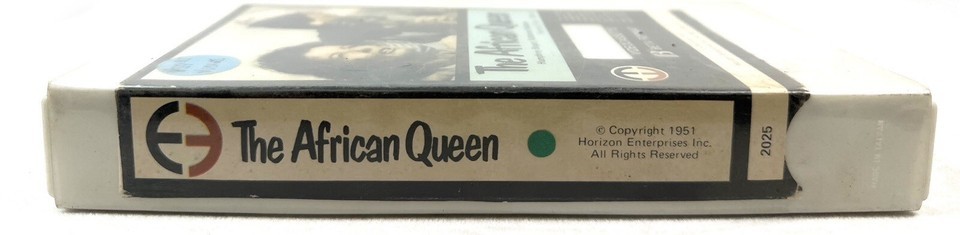 The African Queen
The African Queen
© Copyright 1951
Horizon Enterprises Inc.
All Rights Reserved
2025